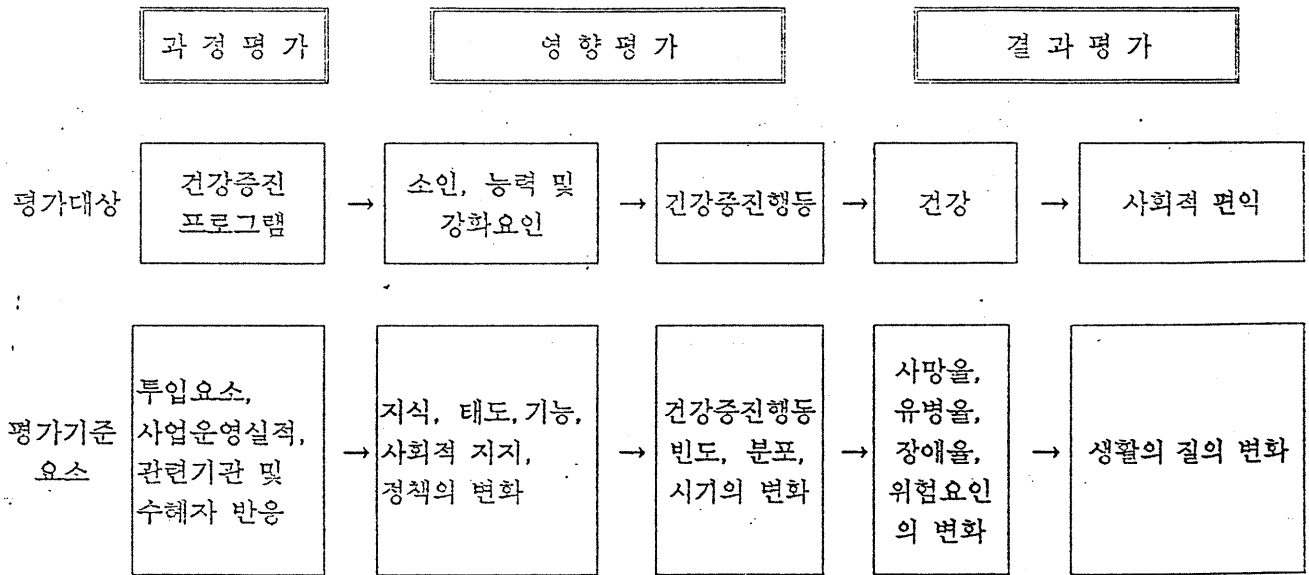 과 정 평 가
영 향 평 가
결 과 평 가
평가대상
건강증진
프로그램
→
소인, 능력 및
강화요인
→
건강증진행동
→
건강
→
사회적 편익
평가기준
요소
투입요소,
사업운영실적,
관련기관 및
수혜자 반응
→
지식, 태도, 기능,
사회적 지지,
정책의 변화
→
건강증진행동
빈도, 분포,
시기의 변화
→
사망율,
유병율,
장애율,
위험요인
의 변화
→
생활의 질의 변화